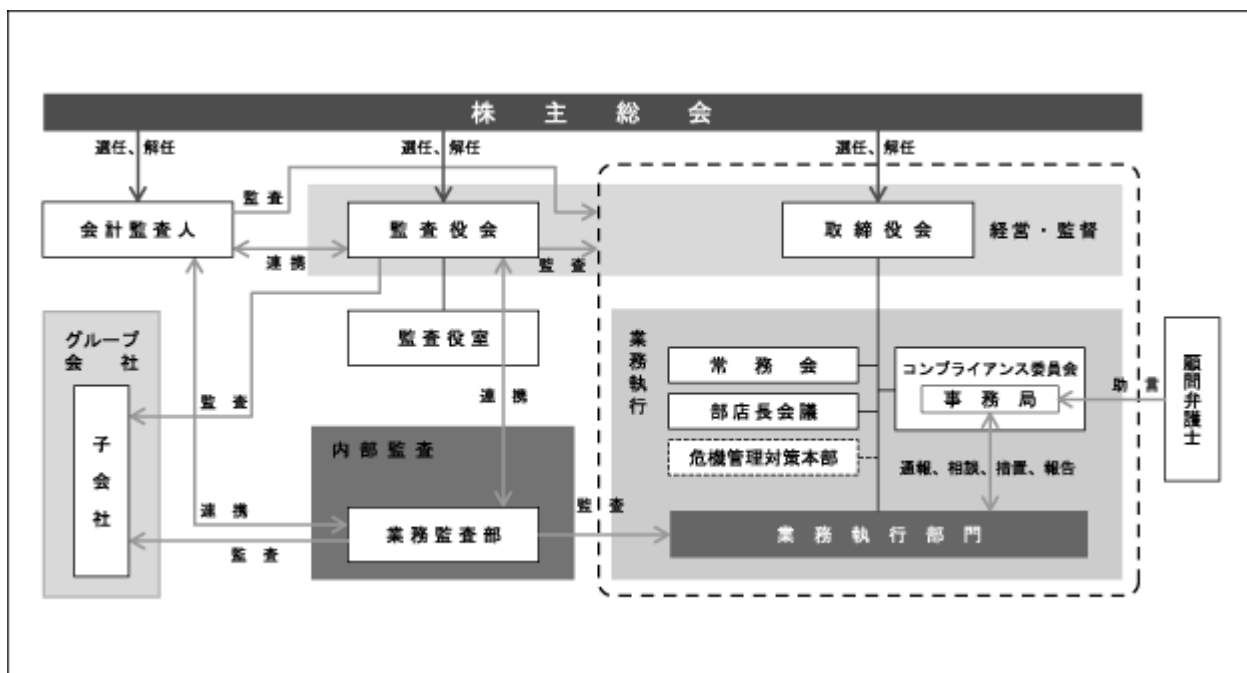 株主総会
選任、解任
選任、解任
選任、解任
監査
会計監査人
監査役会
取締役会
経営・監督
連携
監査
グループ
会社
子会社
監査役室
業務執行
常務会
コンプライアンス委員会
事務局
助言
顧問弁護士
監査
連携
部店長会議
内部監査
危機管理対策本部
通報、相談、措置、報告
連携
業務監査部
監査
業務執行部門
監査